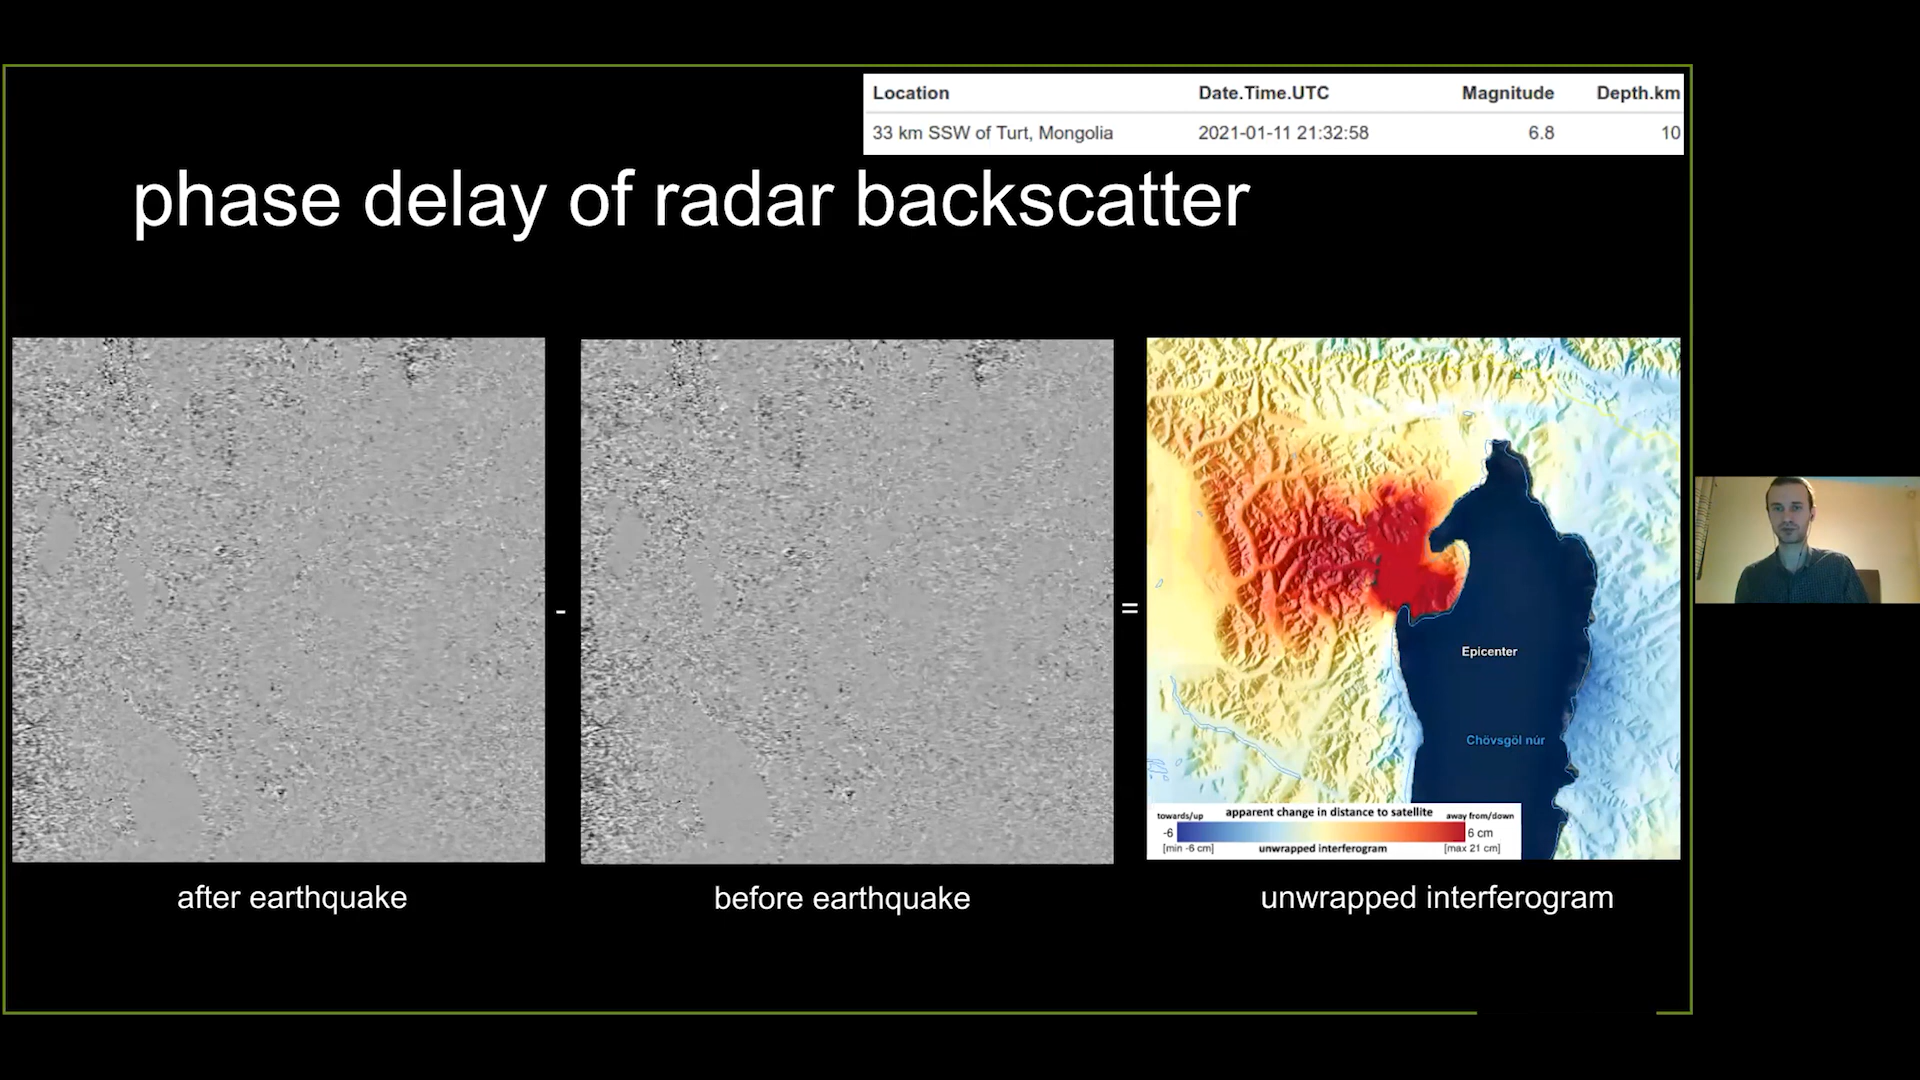 Location Date.Time.UTC Magnitude Depth.km
33 km SSW of Turt, Mongolia 2021-01-11 21:32:58 6.8 10
phase delay of radar backscatter
- =
Epicenter
Chövsgöl núr
towards/up apparent change in distance to satellite away from/down
-6 6 cm
[min -6 cm] unwrapped interferogram [max 21 cm]
after earthquake before earthquake unwrapped interferogram